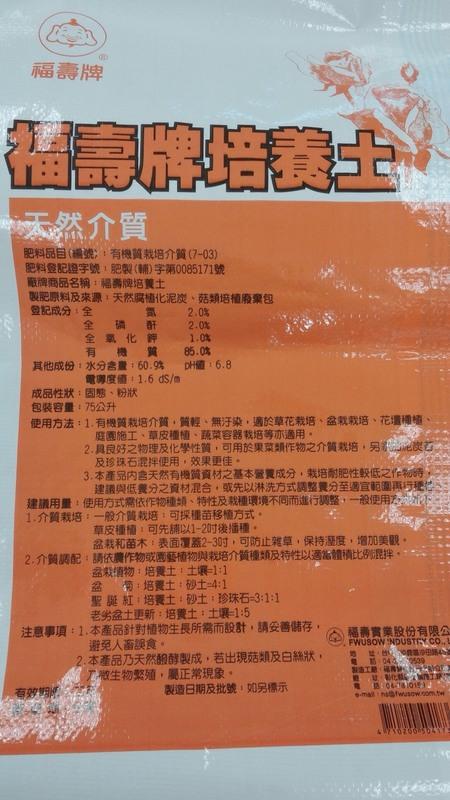 福壽牌
福壽牌培養土
天然介質
肥料品目(編號)：有機質栽培介質(7-03)
肥料登記證字號：肥製(輔)字第0085171號
廠牌商品名稱：福壽牌培養土
製肥原料及來源：天然腐植化泥炭、菇類培植廢棄包
登記成分：全氮 2.0%
全磷酐 2.0%
全氧化鉀 1.0%
有機質 85.0%
其他成份：水分含量：60.9% pH值：6.8
電導度值：1.6 dS/m
成品性狀：固態、粉狀
包裝容量：75公升
使用方法：1.有機質栽培介質，質輕、無汙染，適於草花栽培、盆栽栽培、花壇種植、
庭園施工、草皮種植、蔬菜容器栽培等亦適用。
2.具良好之物理及化學性質，可用於果菜類作物之介質栽培，另
及珍珠石混拌使用，效果更佳。
3.本產品內含天然有機質資材之基本營養成分，栽培耐肥性較低之作物時
建議與低養分之資材混合，或先以淋洗方式調整養分至適宜範圍再行種
建議用量：使用方式需依作物種類、特性及栽種環境不同而進行調整，一般使用方
1.介質栽培：一般介質栽培：可採種苗移植方式。
草皮種植：可先舖以1-20吋後播種。
盆栽和苗木：表面覆蓋2-30吋，可防止雜草，保持溼度，增加美觀。
2.介質調配：請依農作物或園藝植物與栽培介質種類及特性以適當體積比例混拌。
盆栽植物：培養土：土壤=1:1
盆菊：培養土：砂土=4:1
聖誕紅：培養土：砂土：珍珠石=3:1:1
老劣盆土更新：培養土：土壤=1:5
注意事項：1.本產品針對植物生長所需而設計，請妥善儲存，
避免人畜誤食。
2.本產品乃天然醱酵製成，若出現菇類及白絲狀，
乃微生物繁殖，屬正常現象。
有效期
製造日期及批號：如另標示
福壽實業股份有限公
FWUSOW INDUSTRY CO.,
e-mail：ns@fwusow.com.tw